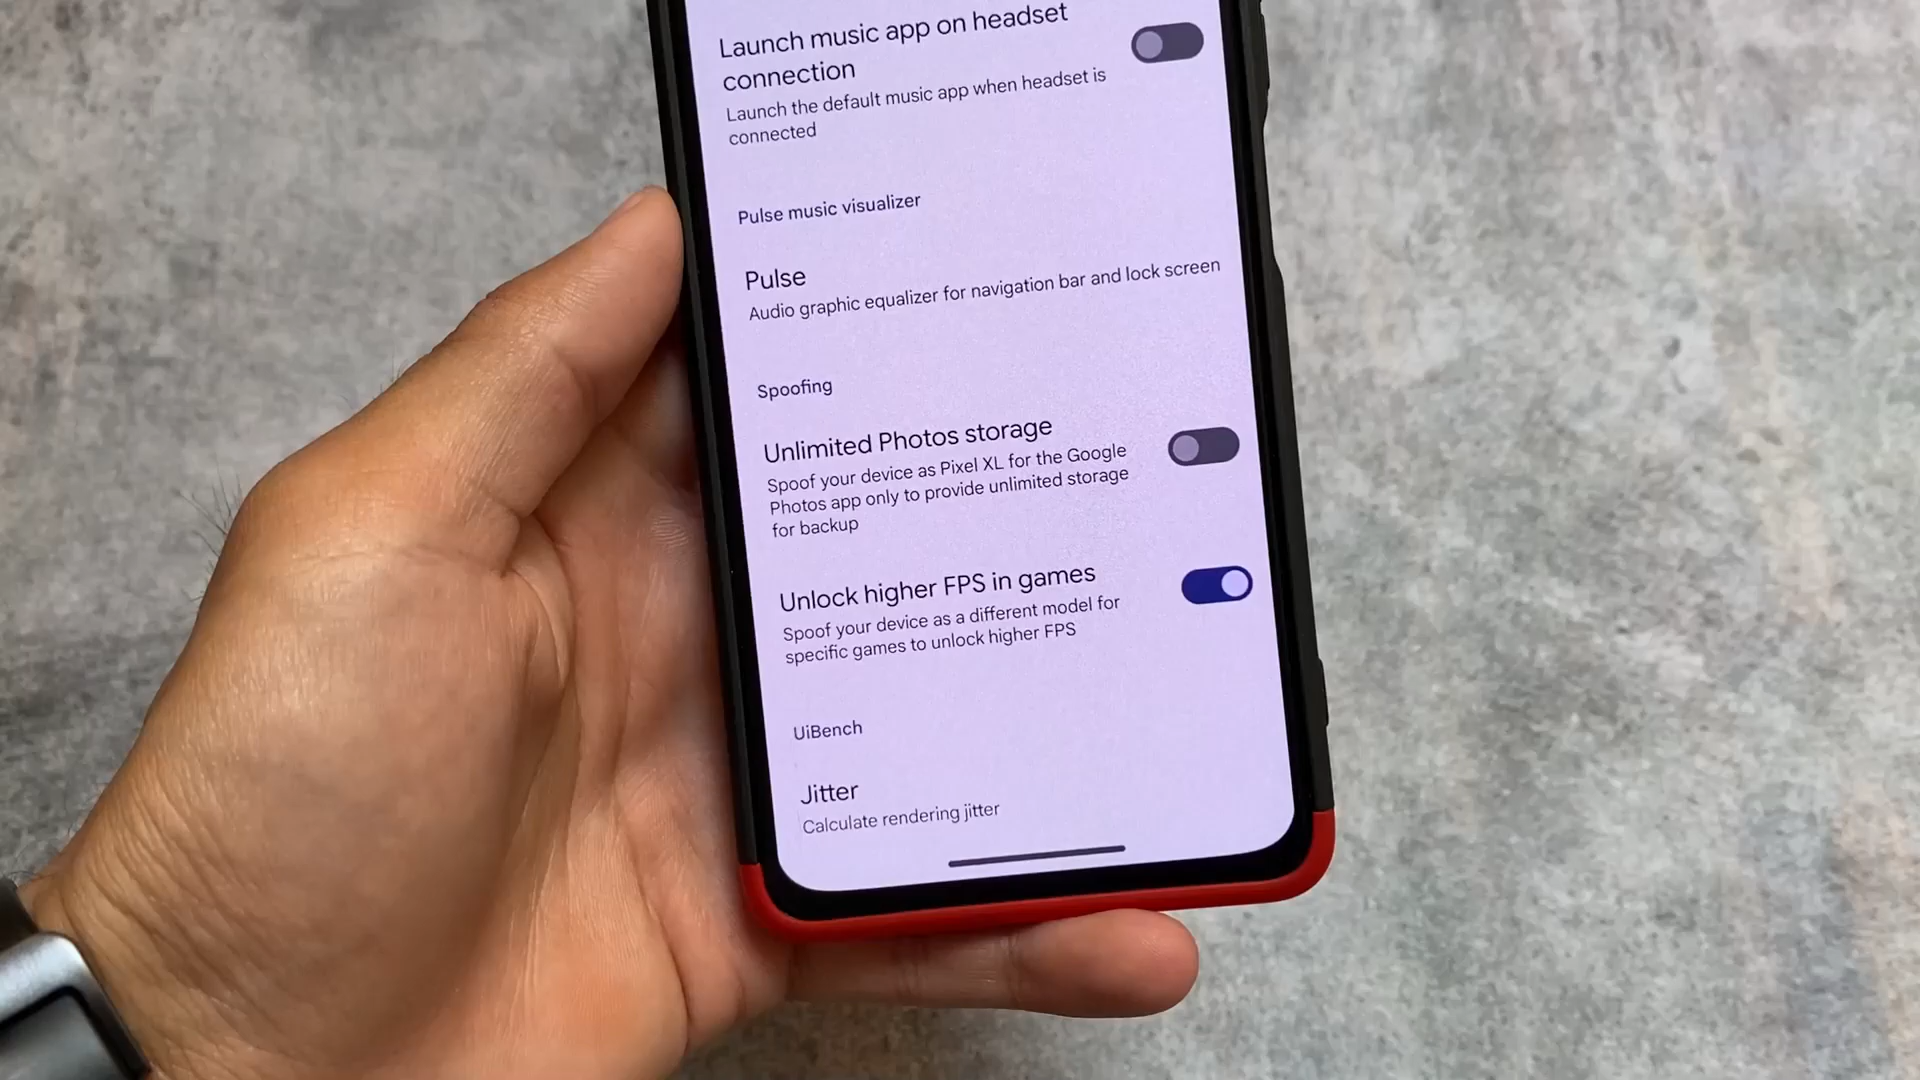 Launch music app on headset
connection
Launch the default music app when headset is
connected
Pulse music visualizer
Pulse
Audio graphic equalizer for navigation bar and lock screen
Spoofing
Unlimited Photos storage
Spoof your device as Pixel XL for the Google
Photos app only to provide unlimited storage
for backup
Unlock higher FPS in games
Spoof your device as a different model for
specific games to unlock higher FPS
UiBench
Jitter
Calculate rendering jitter